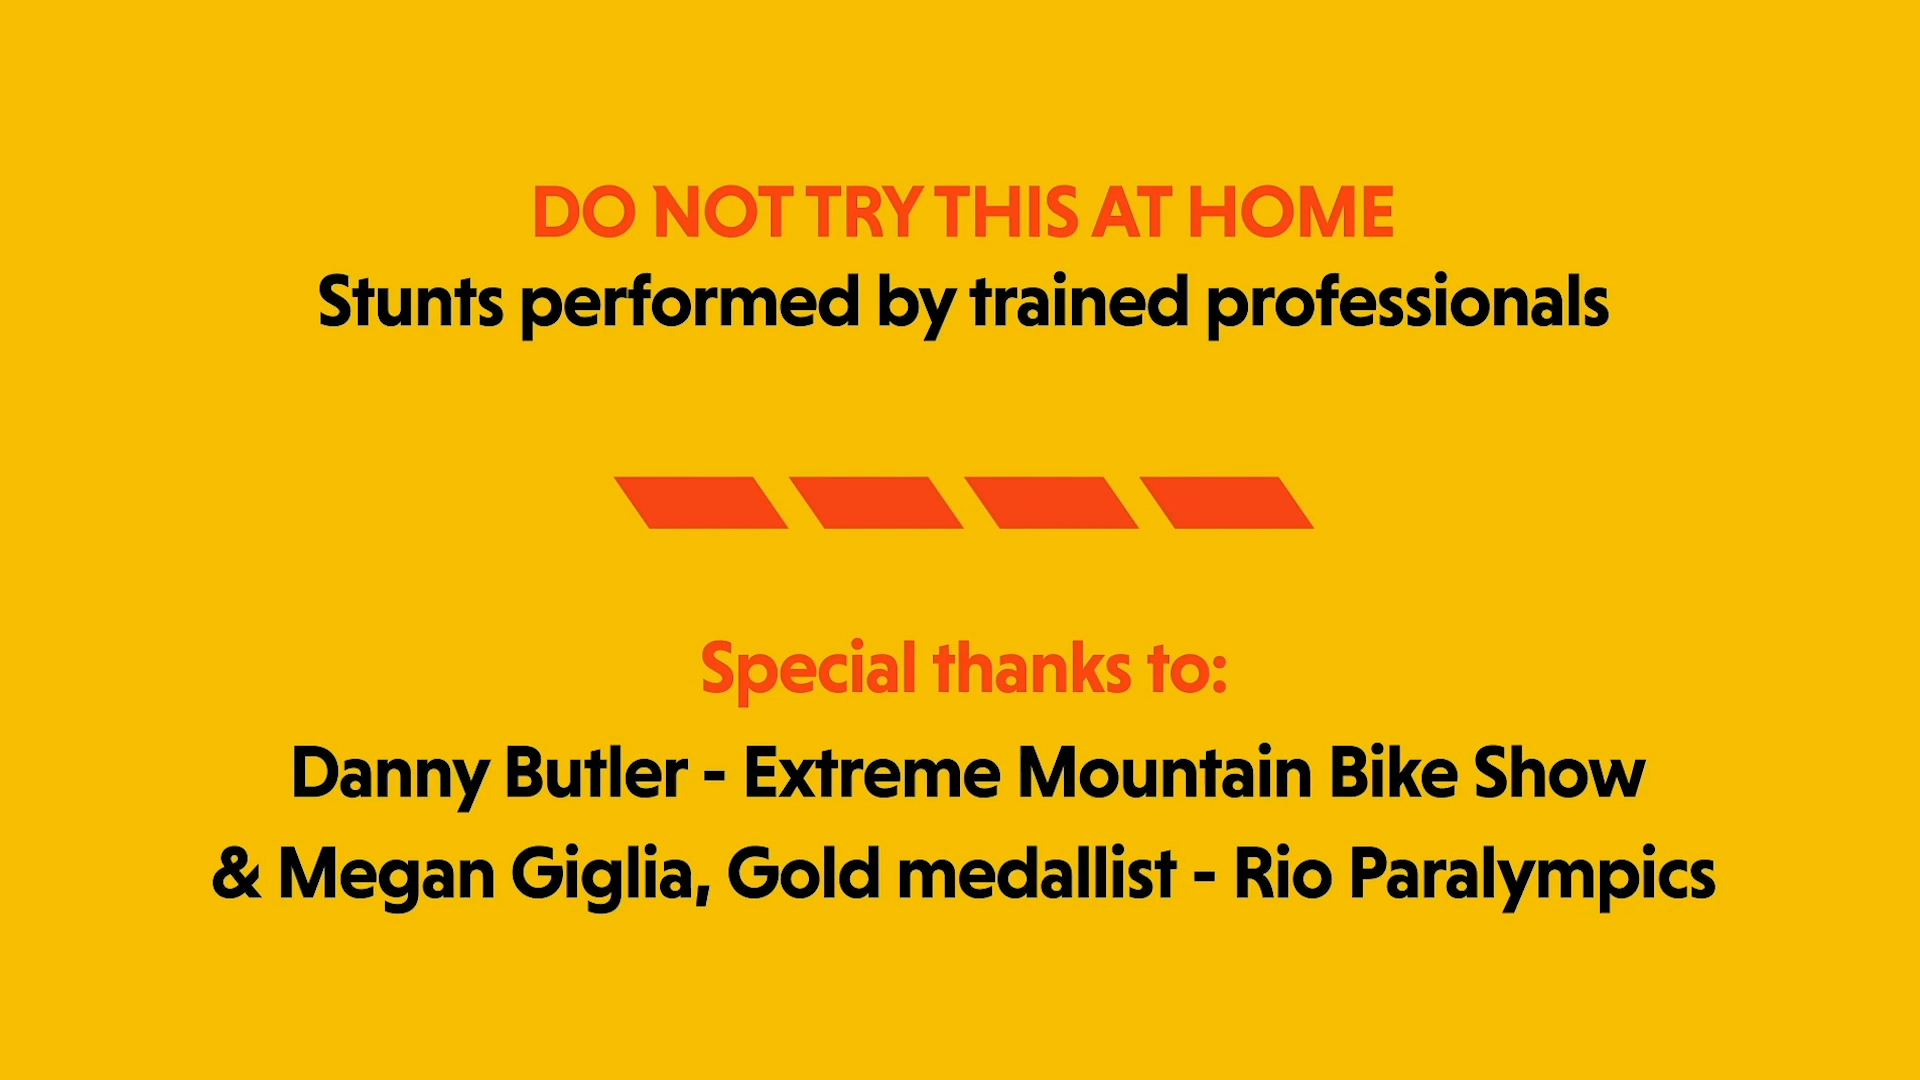 DO NOT TRY THIS AT HOME
Stunts performed by trained professionals
Special thanks to:
Danny Butler - Extreme Mountain Bike Show
& Megan Giglia, Gold medallist - Rio Paralympics